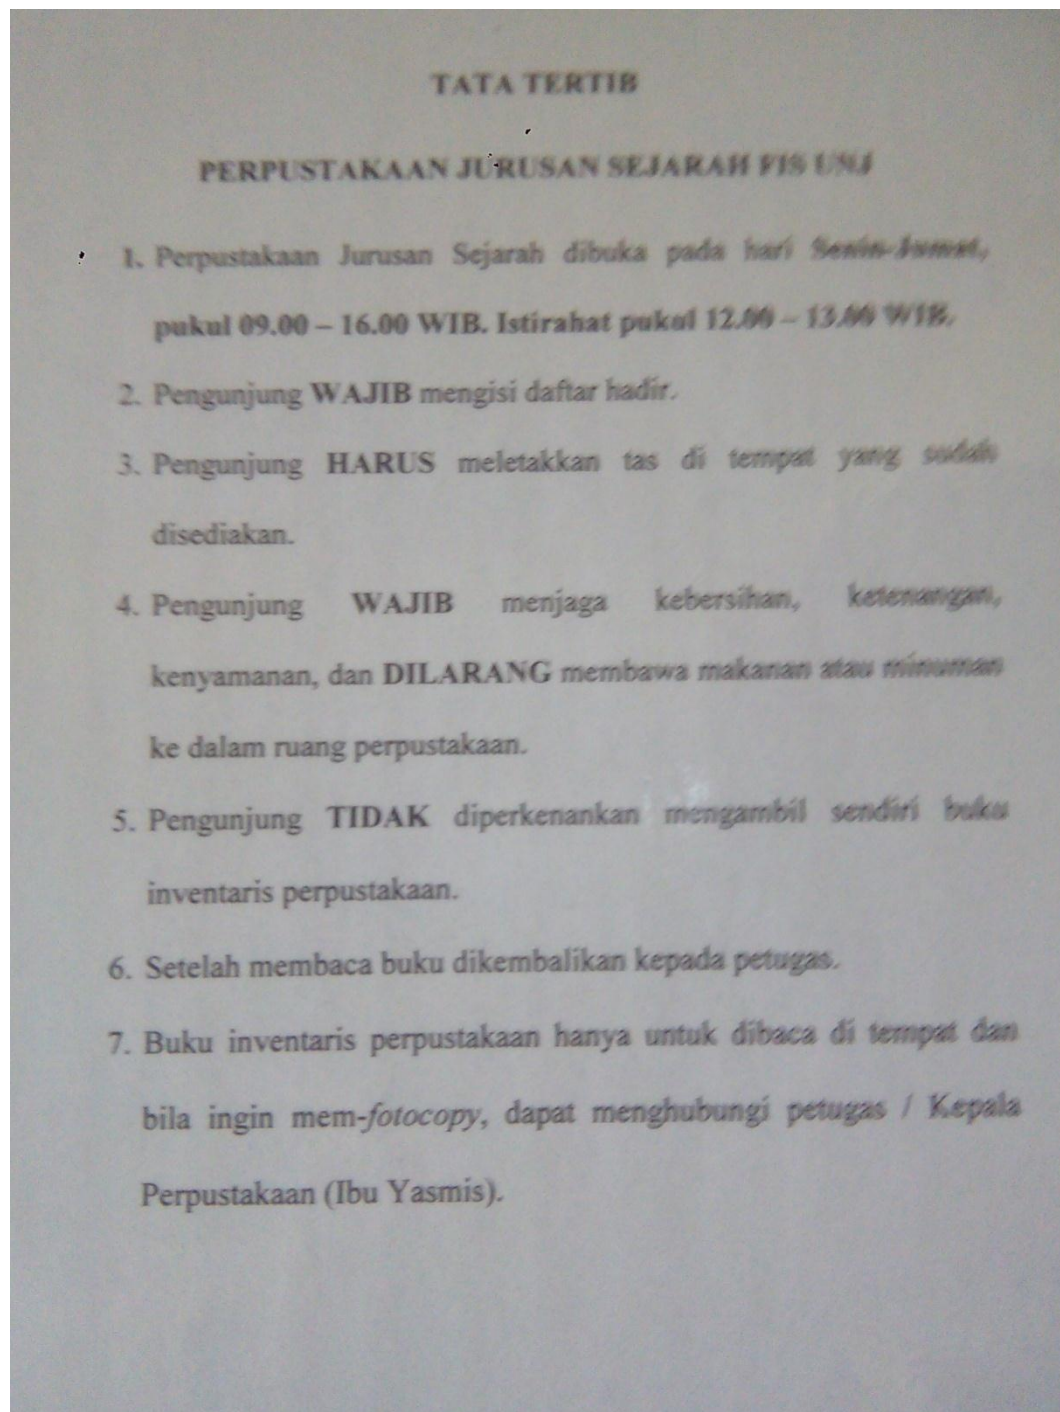 TATA TERTIB
PERPUSTAKAAN JURUSAN SEJARAH FIS UNJ
1. Perpustakaan Jurusan Sejarah dibuka pada hari Senin-Jumat,
pukul 09.00 – 16.00 WIB. Istirahat pukul 12.00 – 13.00 WIB.
2. Pengunjung WAJIB mengisi daftar hadir.
3. Pengunjung HARUS meletakkan tas di tempat yang sudah
disediakan.
4. Pengunjung WAJIB menjaga kebersihan, ketenangan,
kenyamanan, dan DILARANG membawa makanan atau minuman
ke dalam ruang perpustakaan.
5. Pengunjung TIDAK diperkenankan mengambil sendiri buku
inventaris perpustakaan.
6. Setelah membaca buku dikembalikan kepada petugas.
7. Buku inventaris perpustakaan hanya untuk dibaca di tempat dan
bila ingin mem-fotocopy, dapat menghubungi petugas / Kepala
Perpustakaan (Ibu Yasmis).